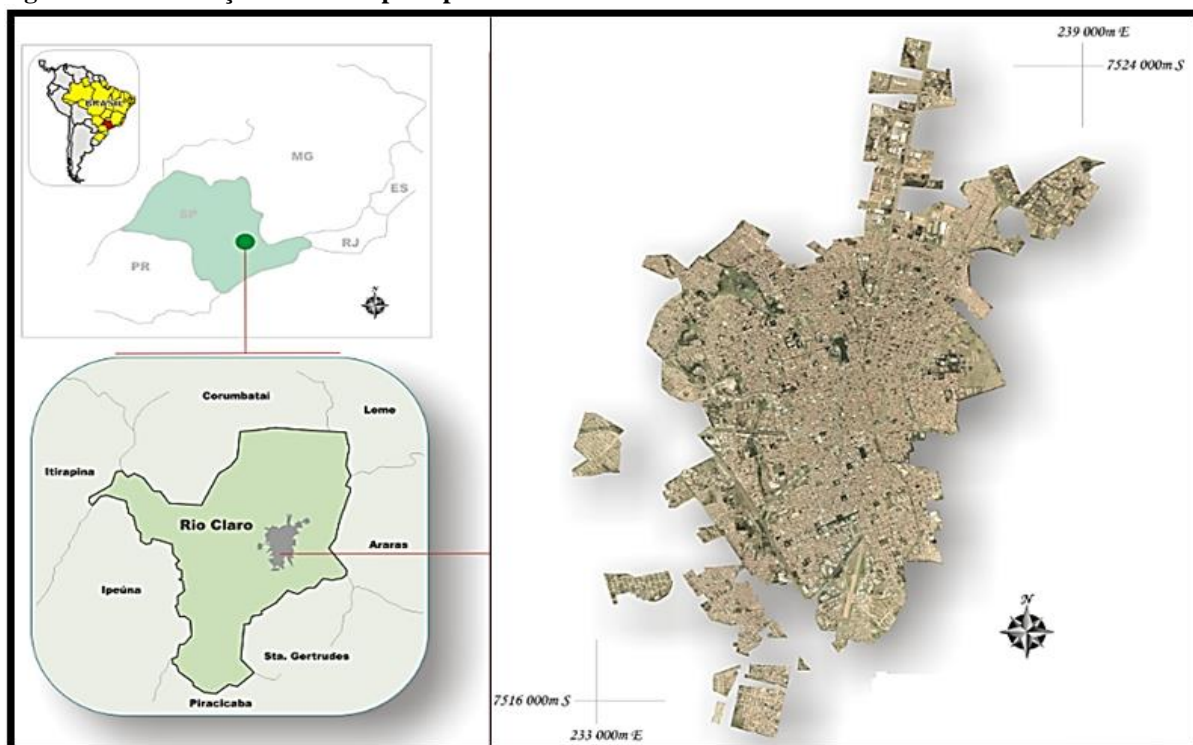 BRASIL
MG
ES
SP
RJ
PR
N
Corumbataí
Leme
Itirapina
Rio Claro
Araras
Ipeúna
Sta. Gertrudes
Piracicaba
239 000m E
7524 000m S
N
7516 000m S
233 000m E